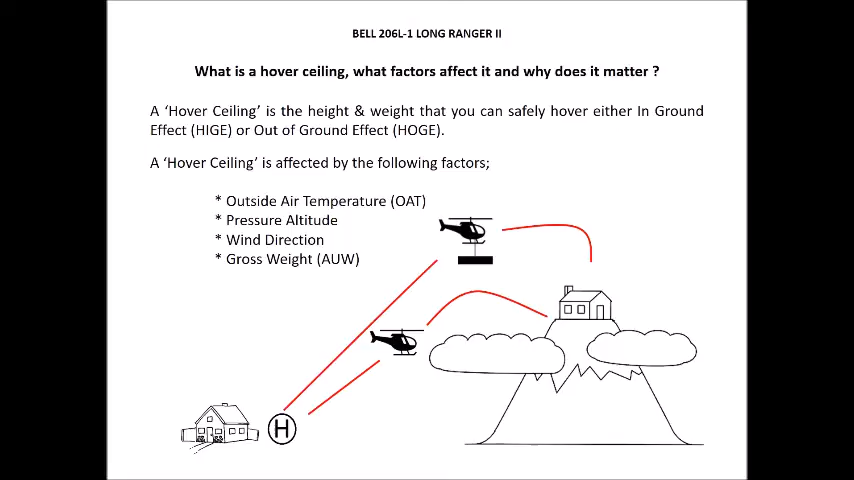 BELL 206L-1 LONG RANGER II
What is a hover ceiling, what factors affect it and why does it matter ?
A ‘Hover Ceiling’ is the height & weight that you can safely hover either In Ground
Effect (HIGE) or Out of Ground Effect (HOGE).
A ‘Hover Ceiling’ is affected by the following factors;
* Outside Air Temperature (OAT)
* Pressure Altitude
* Wind Direction
* Gross Weight (AUW)
H